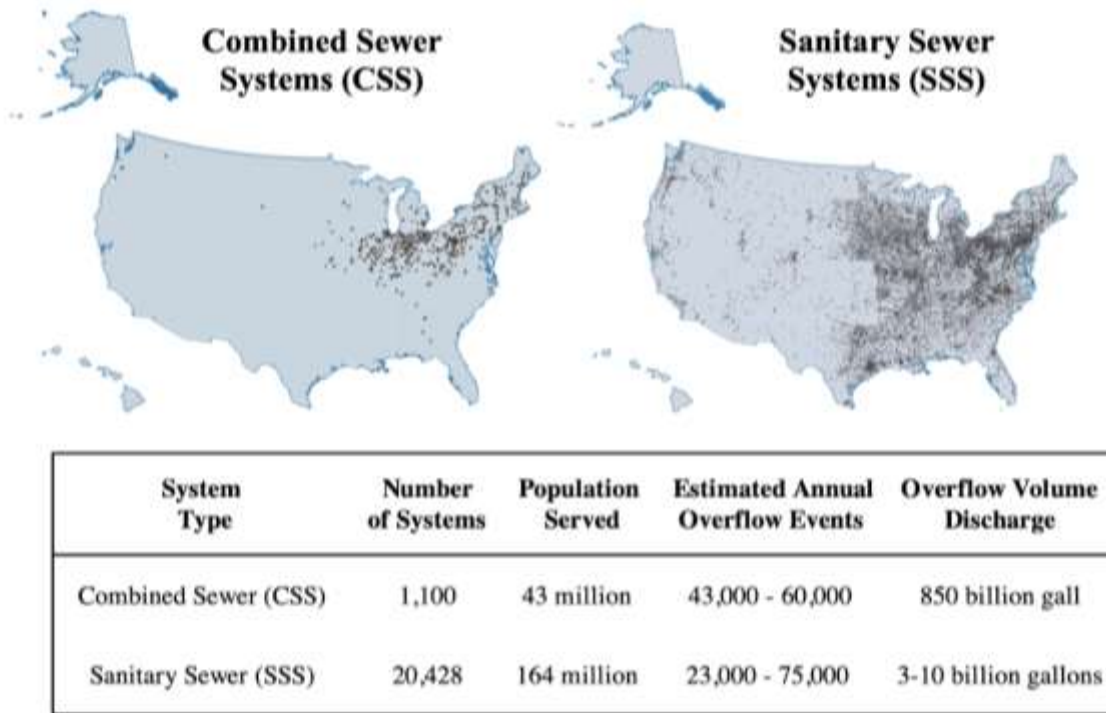 Combined Sewer
Systems (CSS)
Sanitary Sewer
Systems (SSS)
System
Type
Number
of Systems
Population
Served
Estimated Annual
Overflow Events
Overflow Volume
Discharge
Combined Sewer (CSS) 1,100 43 million 43,000 - 60,000 850 billion gall
Sanitary Sewer (SSS) 20,428 164 million 23,000 - 75,000 3-10 billion gallons